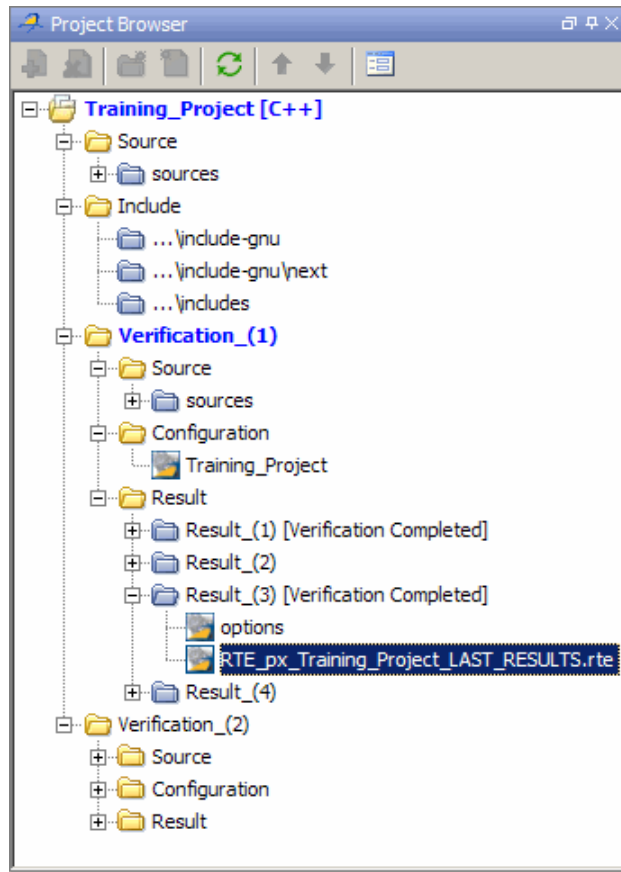 Project Browser
Training_Project [C++]
Source
sources
Include
...\include-gnu
...\include-gnu\next
...\includes
Verification_(1)
Source
sources
Configuration
Training_Project
Result
Result_(1) [Verification Completed]
Result_(2)
Result_(3) [Verification Completed]
options
RTE_px_Training_Project_LAST_RESULTS.rte
Result_(4)
Verification_(2)
Source
Configuration
Result